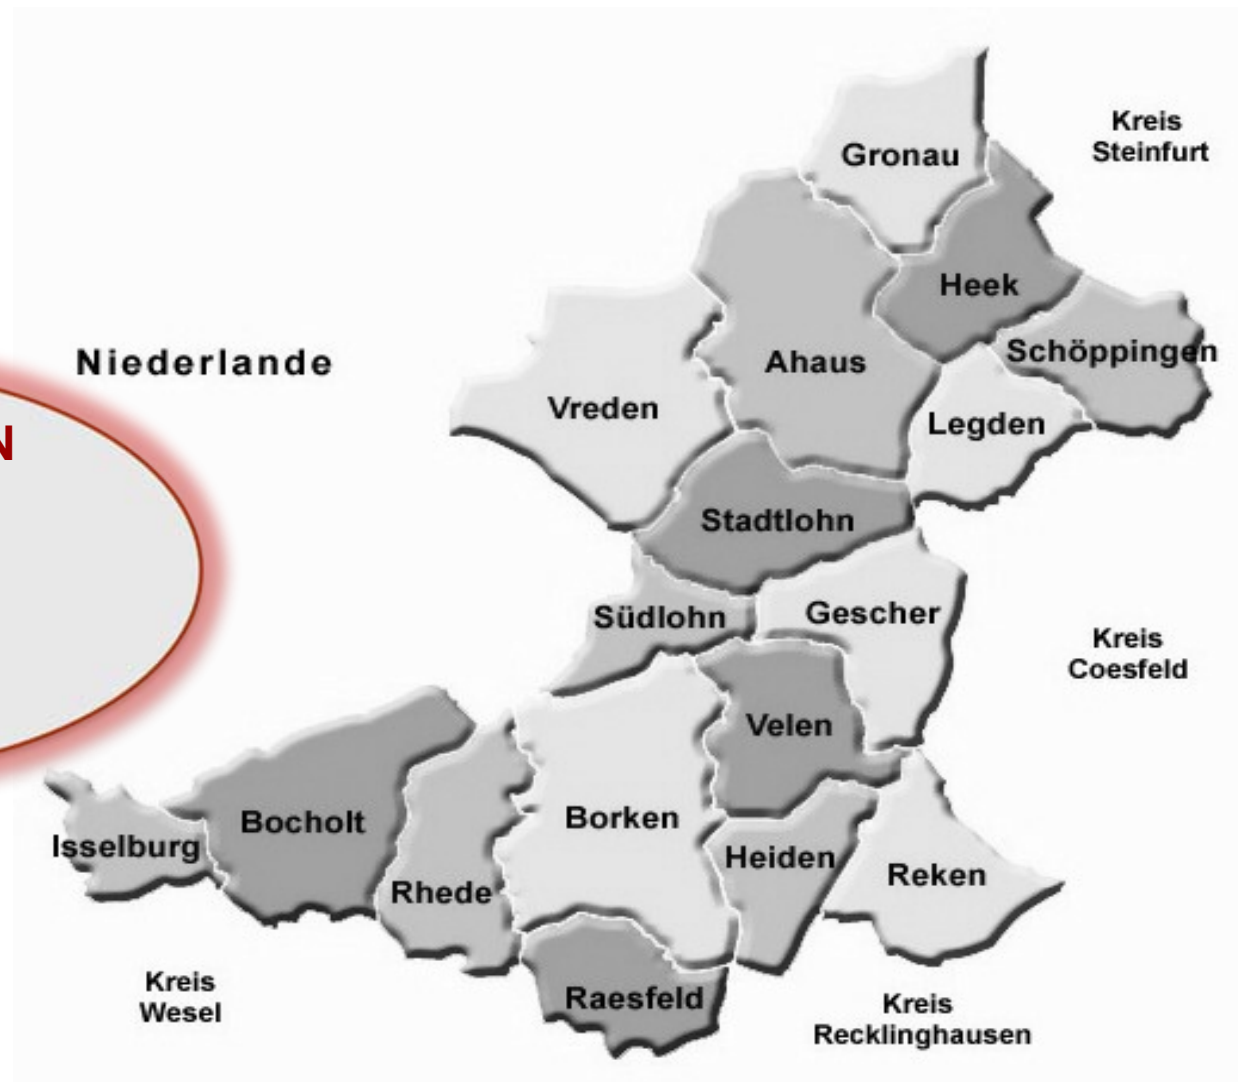 Kreis
Steinfurt
Gronau
Heek
Niederlande
Schöppingen
Ahaus
Vreden
Legden
N
Stadtlohn
Südlohn
Gescher
Kreis
Coesfeld
Velen
Borken
Bocholt
Isselburg
Heiden
Reken
Rhede
Kreis
Wesel
Raesfeld
Kreis
Recklinghausen